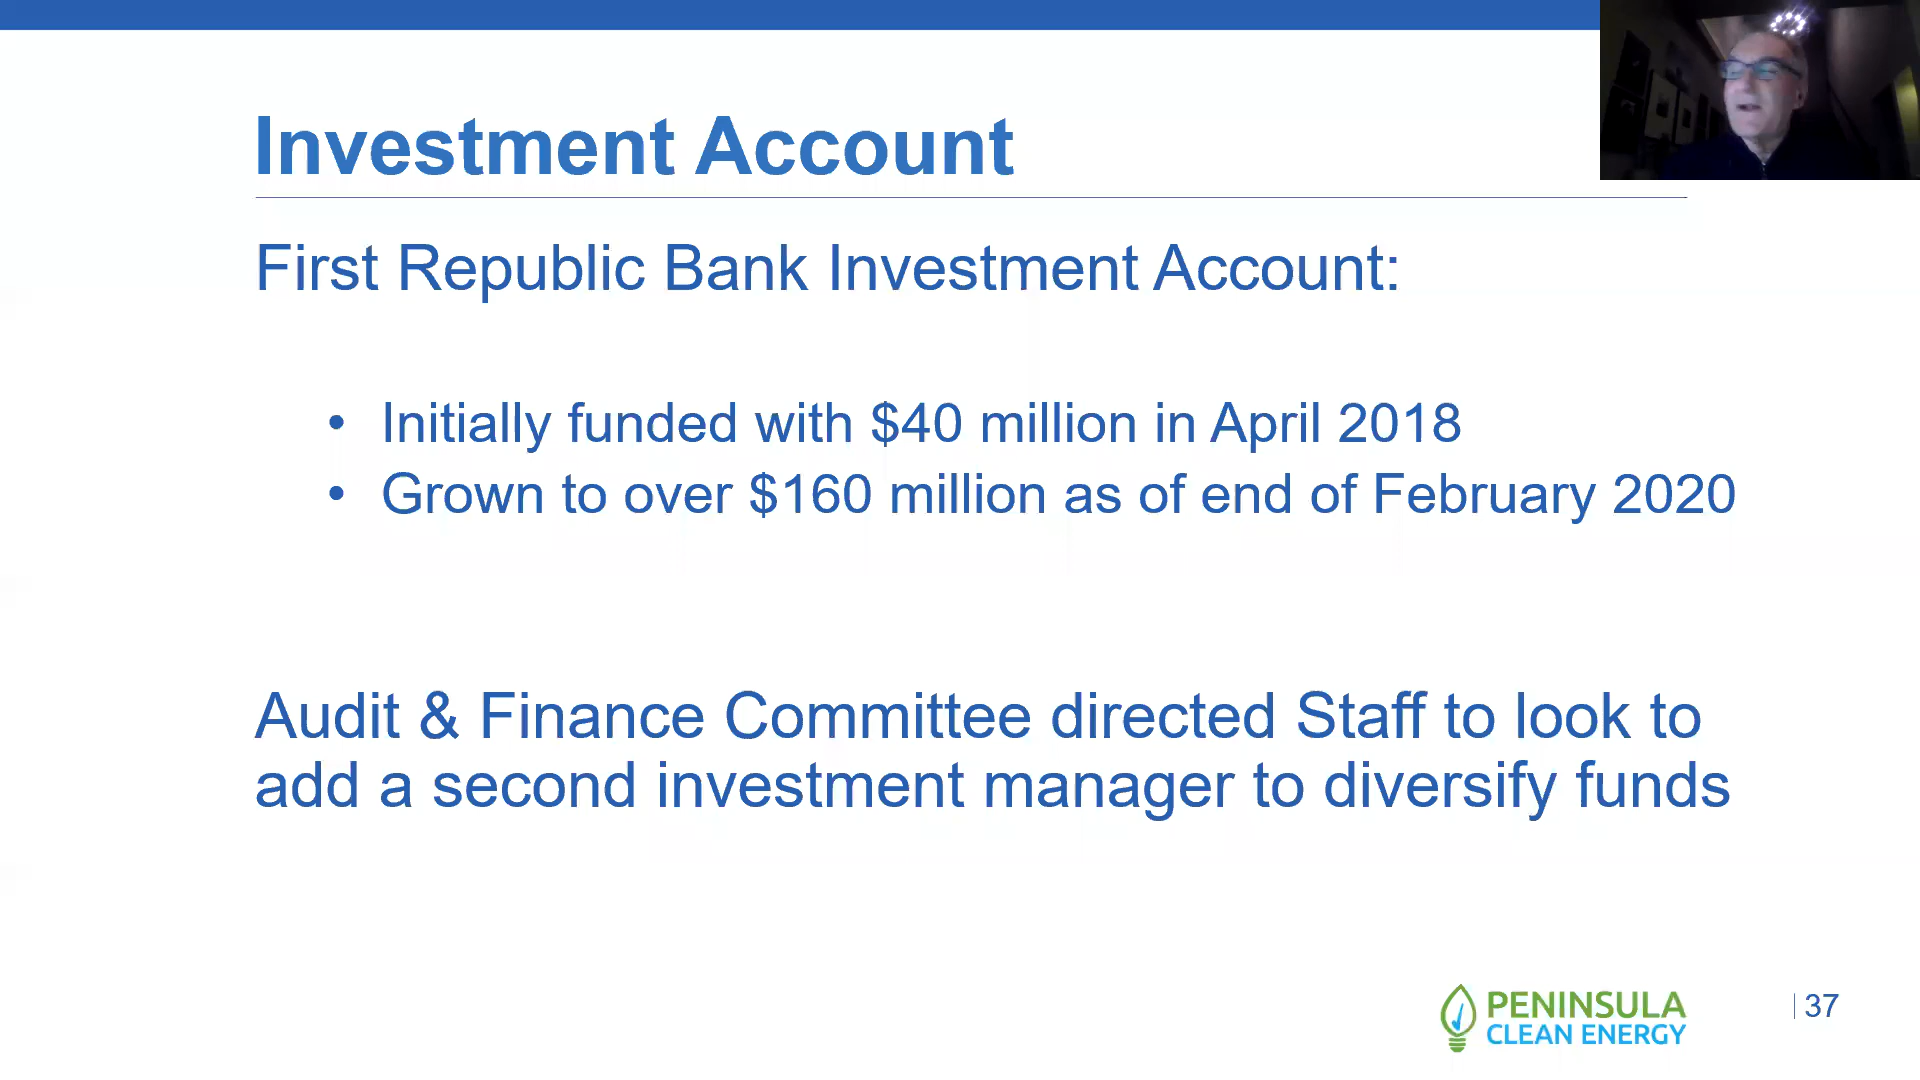 Investment Account
First Republic Bank Investment Account:
• Initially funded with $40 million in April 2018
• Grown to over $160 million as of end of February 2020
Audit & Finance Committee directed Staff to look to
add a second investment manager to diversify funds
PENINSULA
CLEAN ENERGY
37